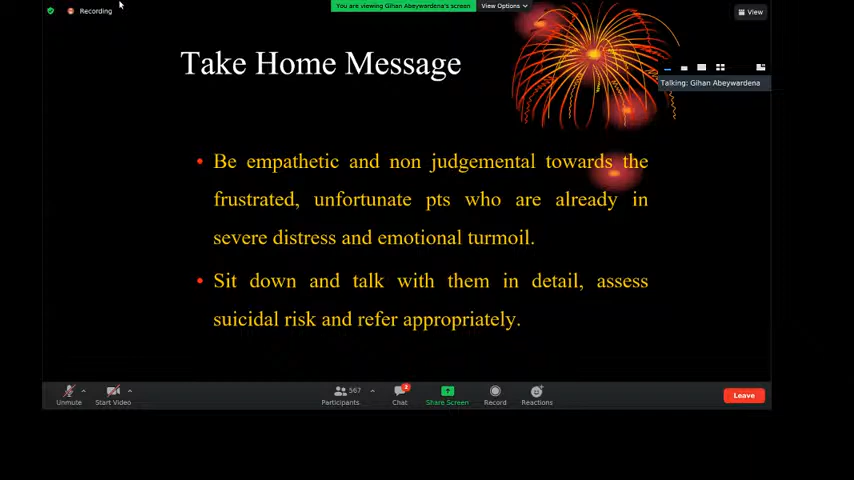 Recording
You are viewing Gihan Abeywardena's screen
View Options
View
Take Home Message
Talking: Gihan Abeywardena
• Be empathetic and non judgemental towards the
frustrated, unfortunate pts who are already in
severe distress and emotional turmoil.
• Sit down and talk with them in detail, assess
suicidal risk and refer appropriately.
Unmute
Start Video
567
Participants
2
Chat
Share Screen
Record
Reactions
Leave